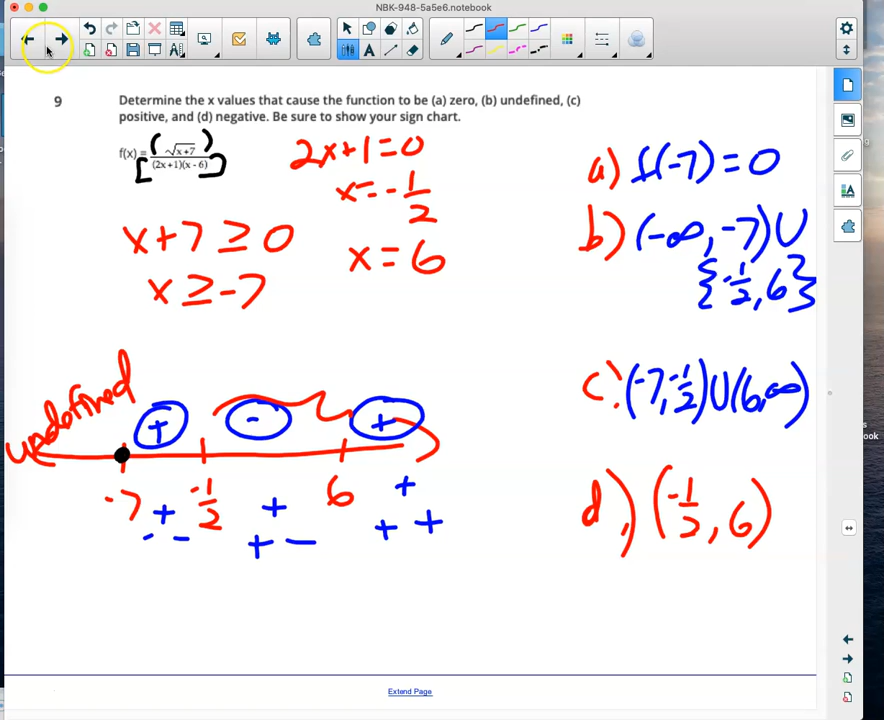 NBK-948-5a5e6.notebook
9
Determine the x values that cause the function to be (a) zero, (b) undefined, (c)
positive, and (d) negative. Be sure to show your sign chart.
f(x) = (√x+7) / [(2x + 1)(x - 6)]
2x+1=0
x=-1/2
x=6
x+7≥0
x≥-7
a) f(-7)=0
b) (-∞,-7)∪
{-1/2,6}
c) (-7,-1/2)∪(6,∞)
d) (-1/2,6)
undefined
+ - +
-7 -1/2 6
+ + +
- - + - + +
Extend Page